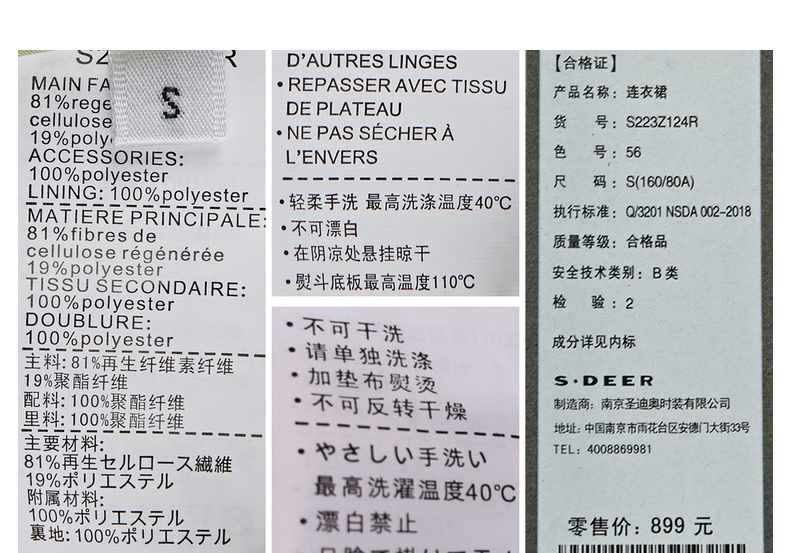 S
MAIN
81%
cellulose
19%
ACCESSORIES:
100%polyester
LINING: 100%polyester
MATIERE PRINCIPALE:
81%fibres de
cellulose régénérée
19%polyester
TISSU SECONDAIRE:
100%polyester
DOUBLURE:
100%polyester
主料: 81%再生纤维素纤维
19%聚酯纤维
配料: 100%聚酯纤维
里料: 100%聚酯纤维
主要材料:
81%再生セルロース繊維
19%ポリエステル
附属材料:
100%ポリエステル
裏地: 100%ポリエステル
D'AUTRES LINGES
•REPASSER AVEC TISSU
DE PLATEAU
•NE PAS SÉCHER À
L'ENVERS
•轻柔手洗 最高洗涤温度40℃
•不可漂白
•在阴凉处悬挂晾干
•熨斗底板最高温度110℃
•不可干洗
•请单独洗涤
•加垫布熨烫
•不可反转干燥
•やさしい手洗い
最高洗濯温度40℃
•漂白禁止
【合格证】
产品名称: 连衣裙
货 号: S223Z124R
色 号: 56
尺 码: S(160/80A)
执行标准: Q/3201 NSDA 002-2018
质量等级: 合格品
安全技术类别: B 类
检 验: 2
成分详见内标
S·DEER
制造商: 南京圣迪奥时装有限公司
地址: 中国南京市雨花台区安德门大街33号
TEL: 4008869981
零售价: 899 元